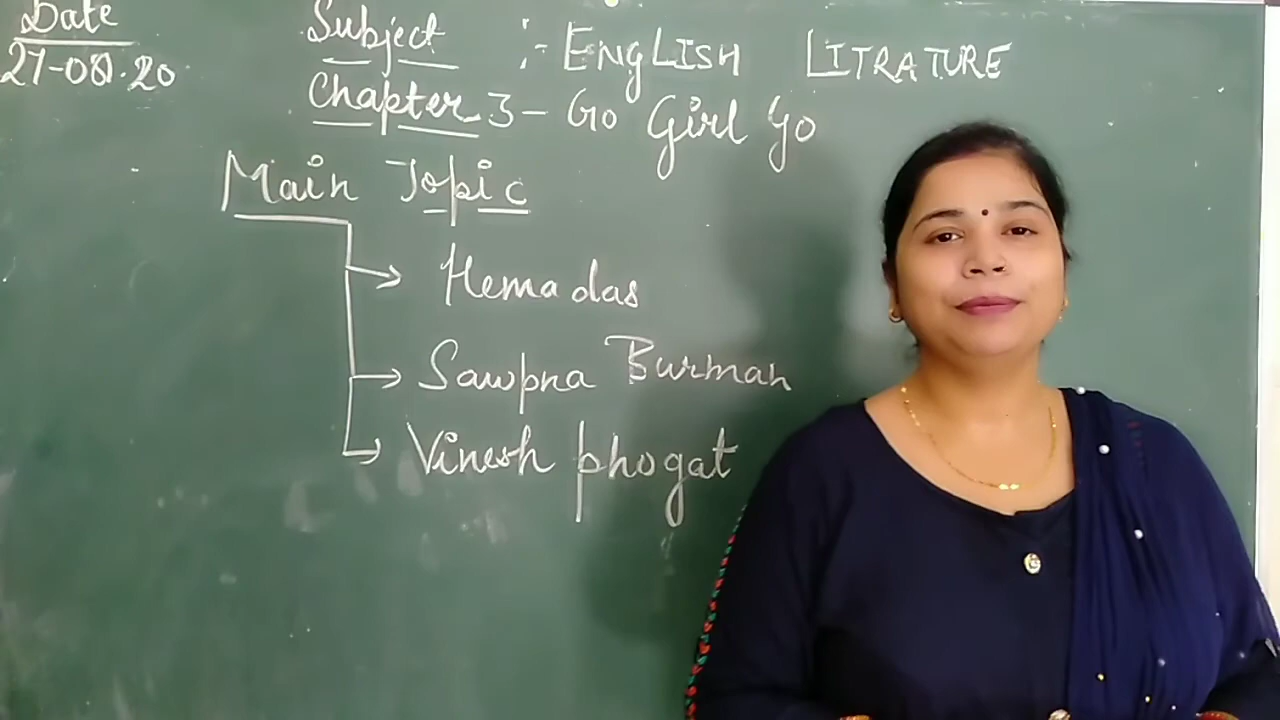 Date
27-08.20
Subject :- ENgLISH LITRATURE
Chapter 3 - Go Girl Go
Main Topic
Hema das
Sawpna Burman
Vinesh phogat